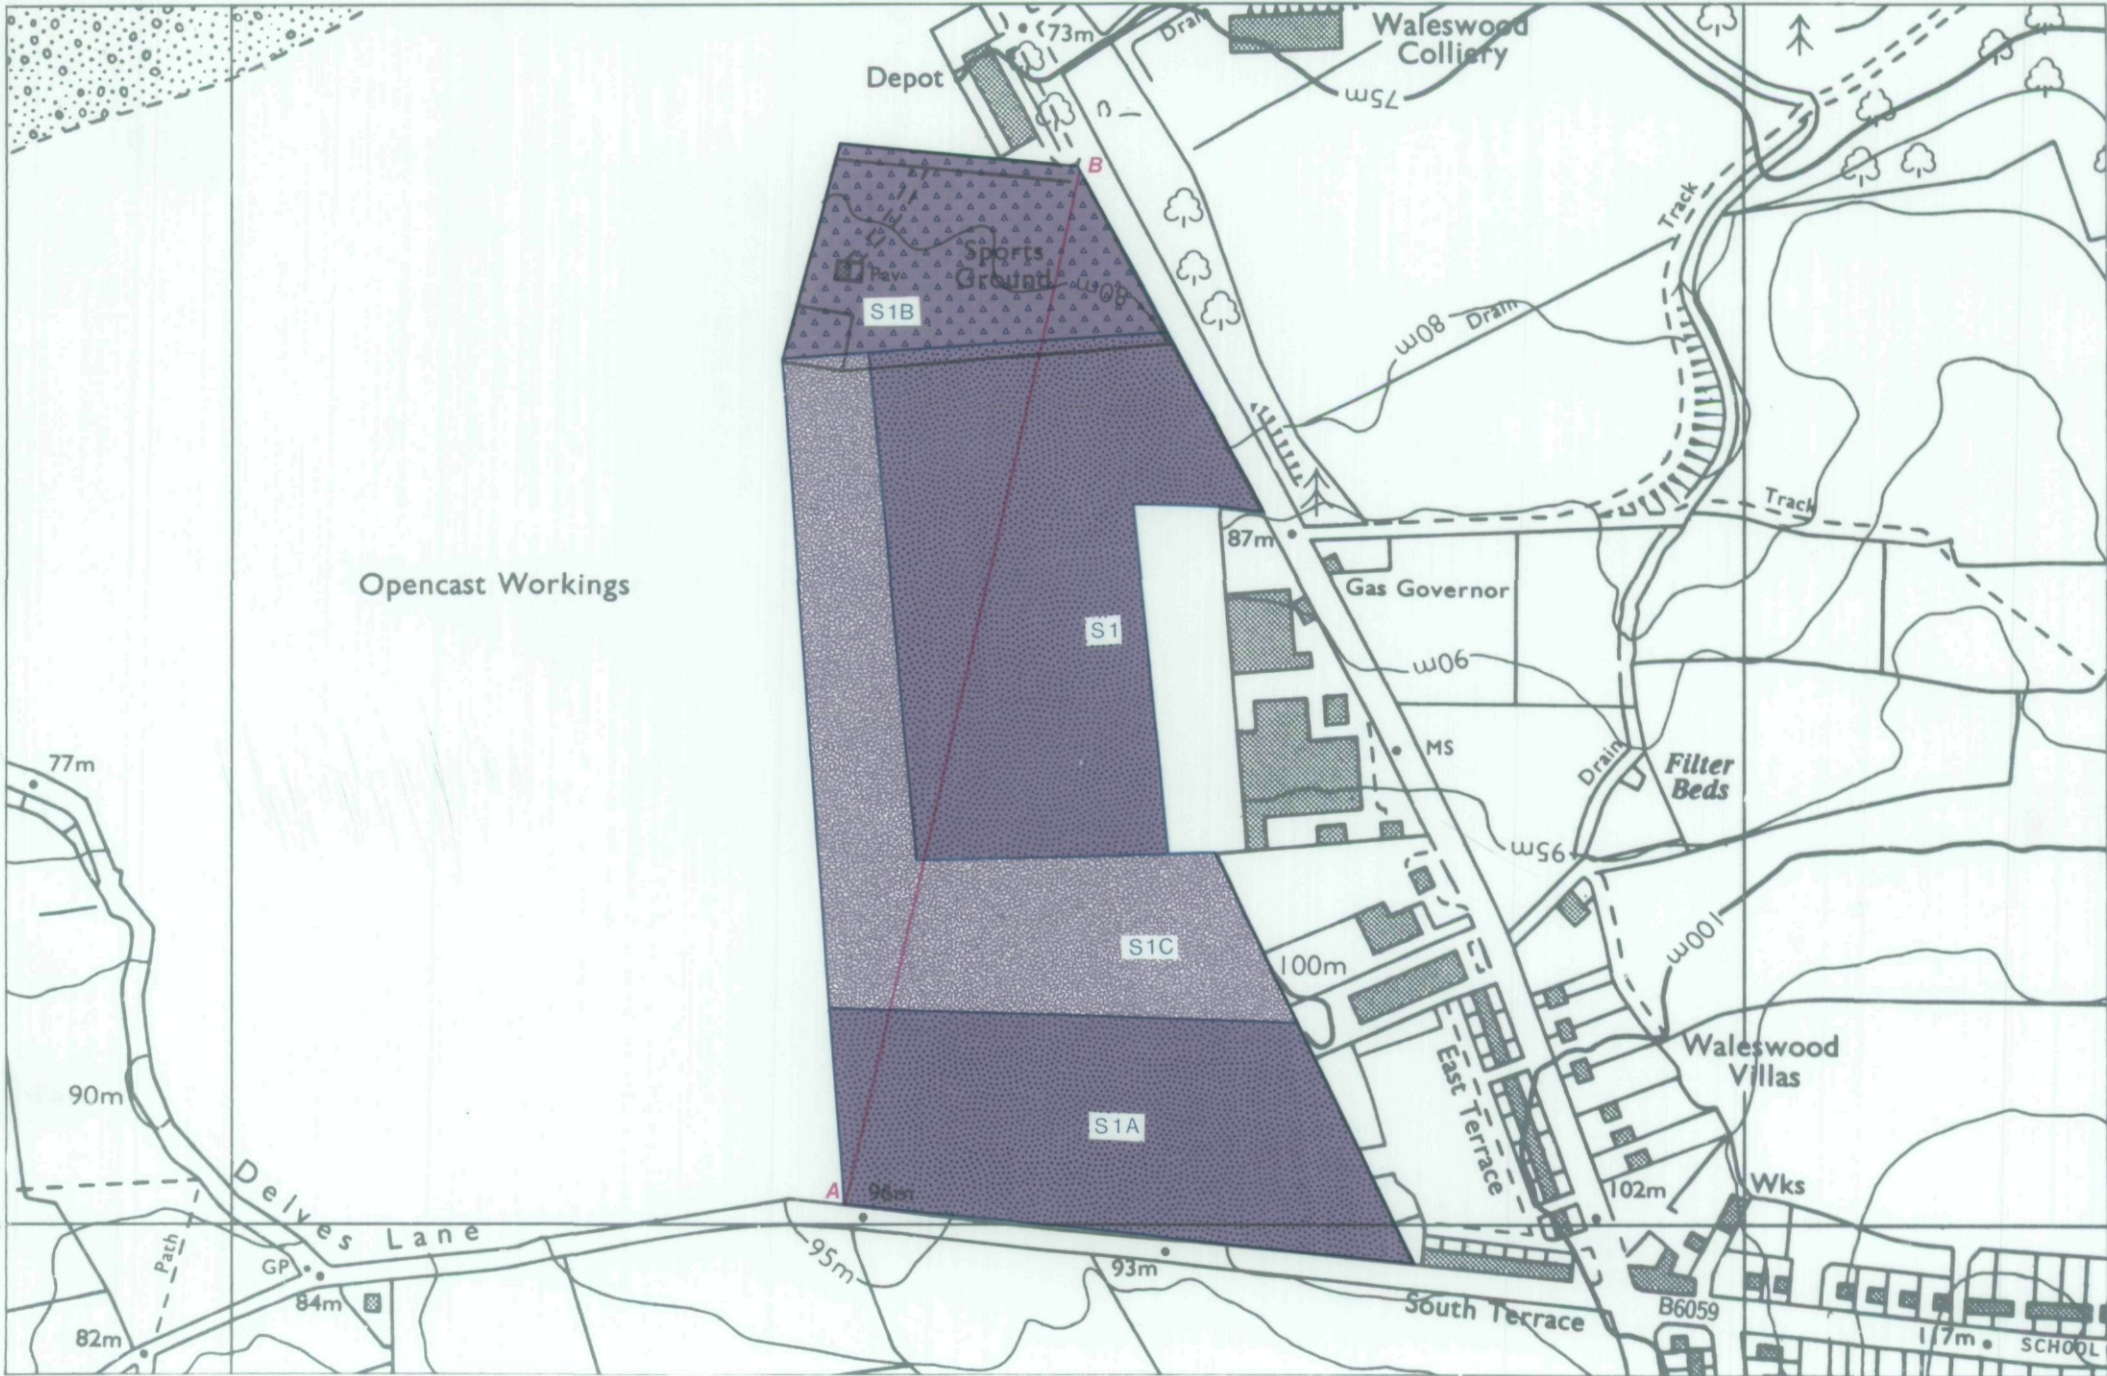 73m
Drain
Waleswood
Colliery
Depot
75m
B
Track
Sports
Ground
Pav
80m
S1B
80m
Drain
Track
87m
Opencast Workings
Gas Governor
S1
90m
MS
77m
Drain
Filter
Beds
95m
S1C
100m
100m
Waleswood
Villas
East Terrace
90m
S1A
A
96m
102m
Wks
Delves Lane
Path
GP
95m
93m
84m
South Terrace
B6059
82m
117m
SCHOOL